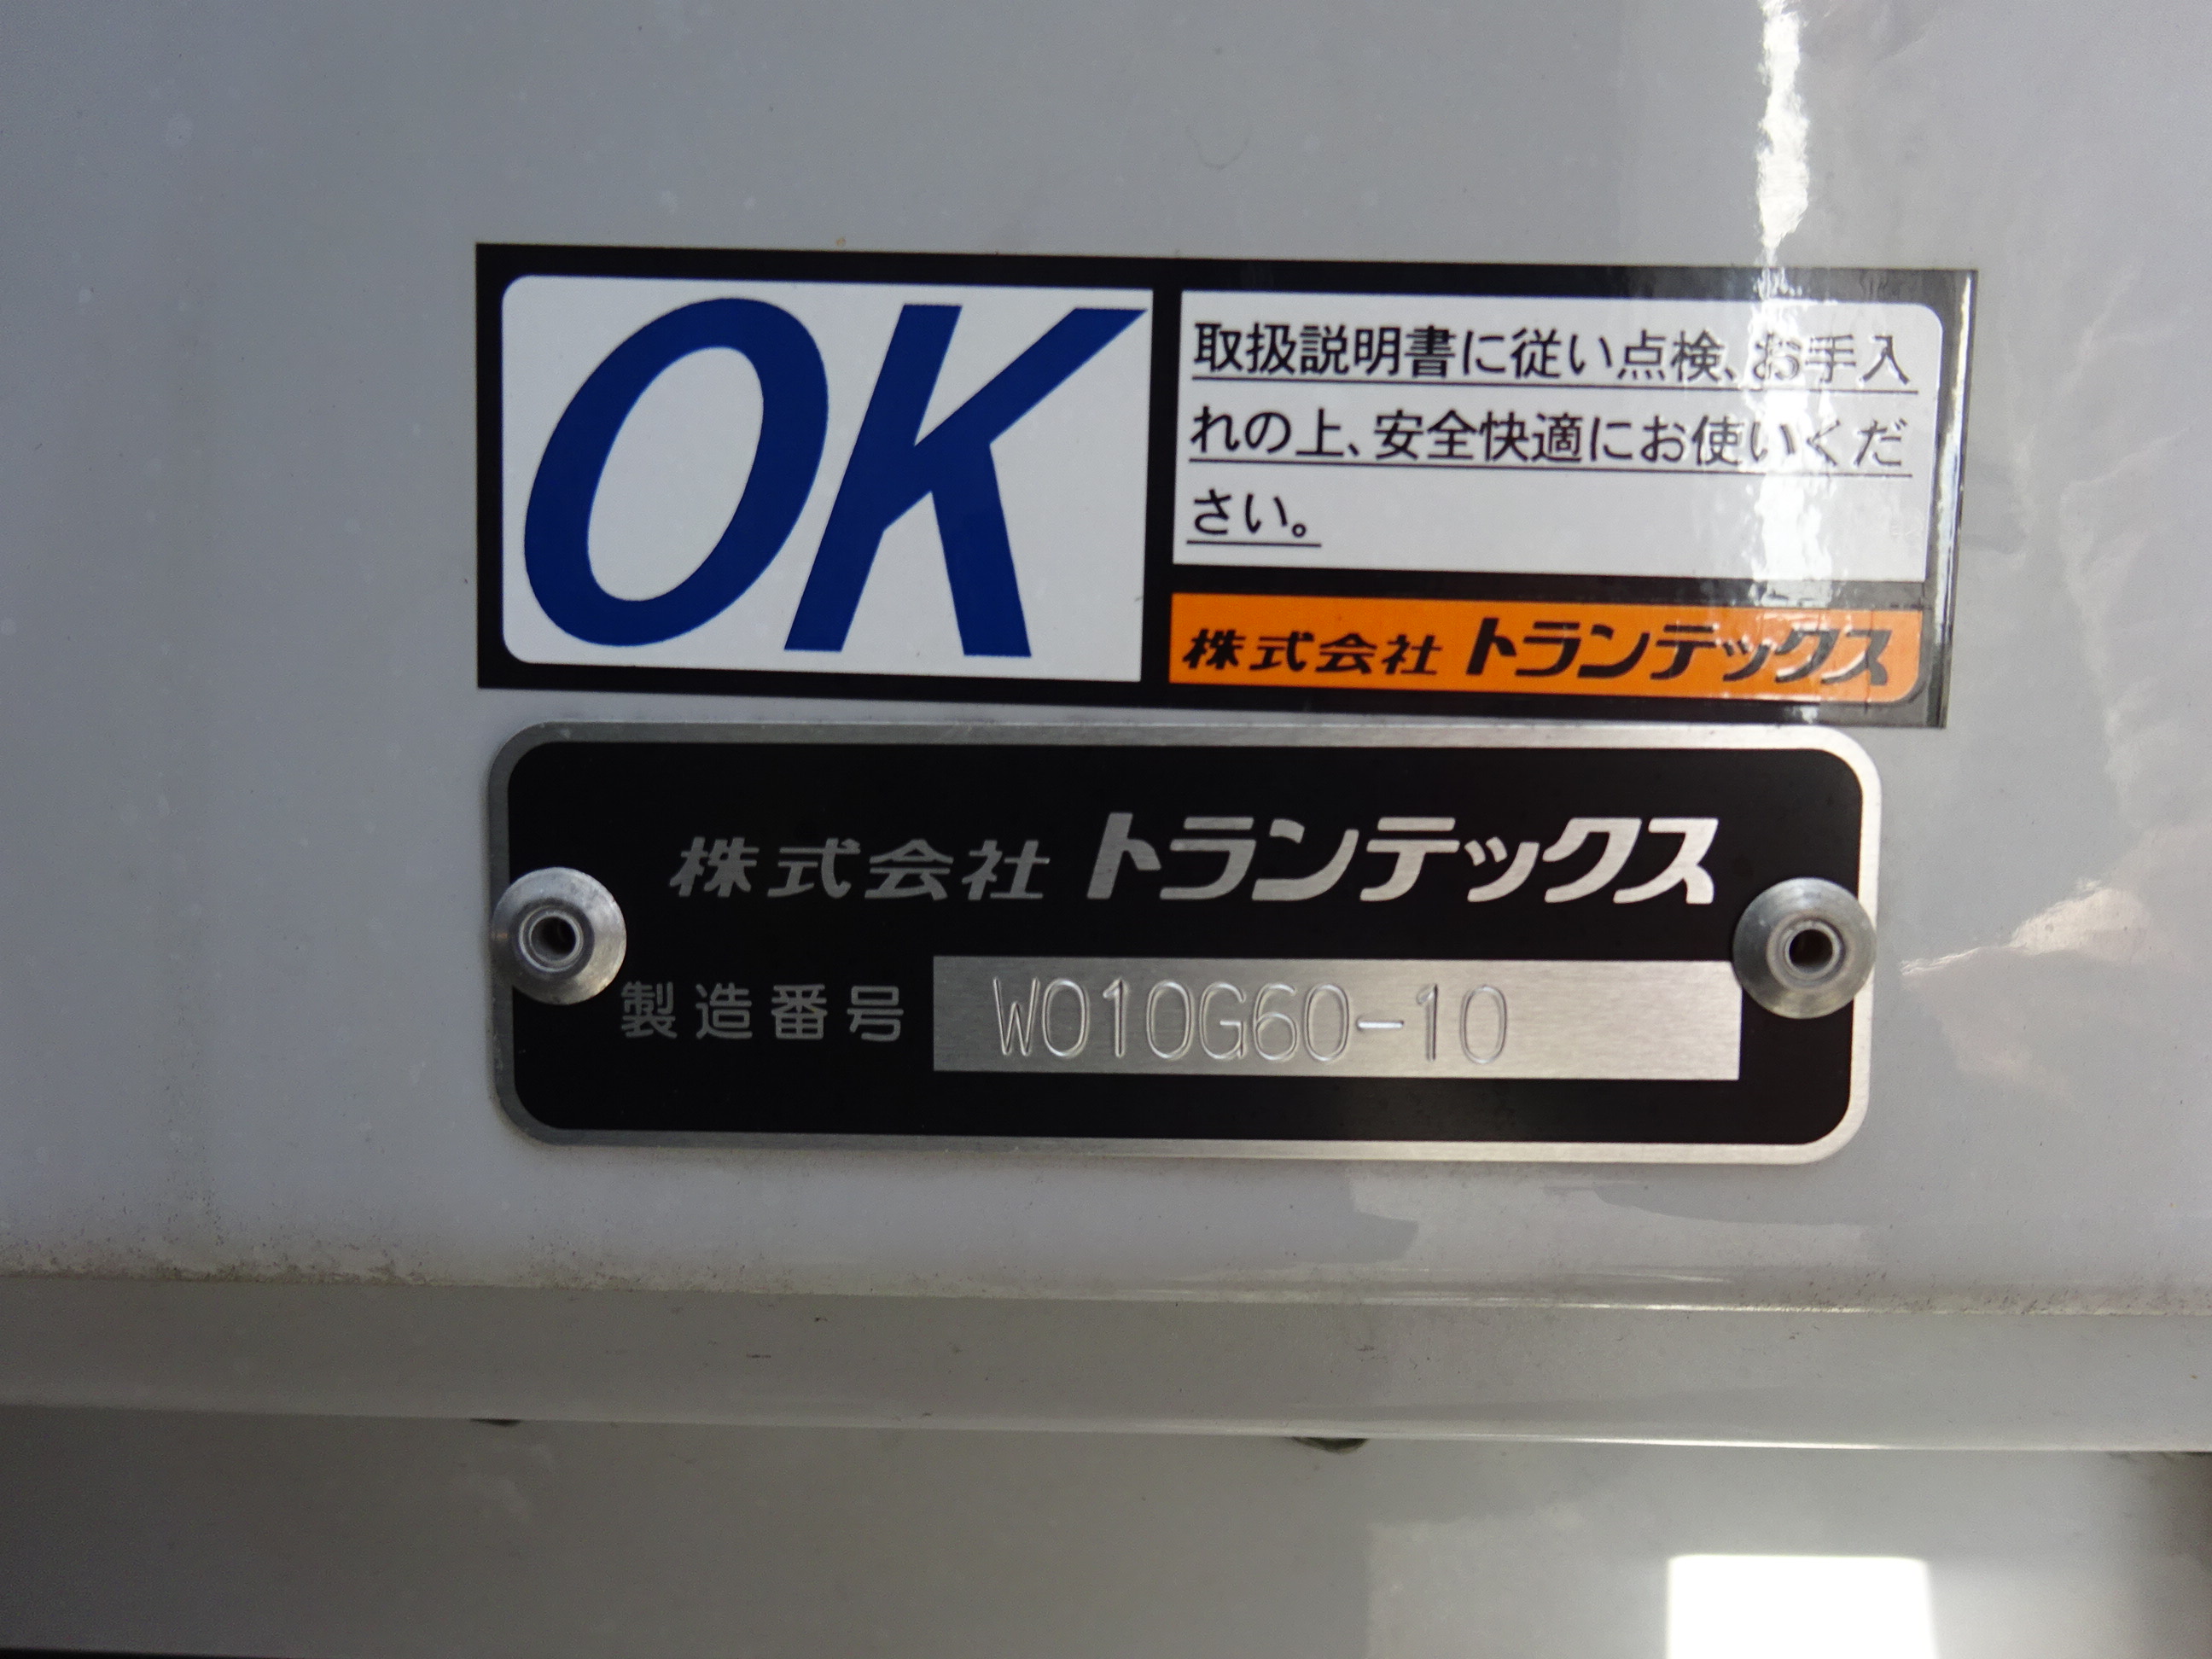 OK
取扱説明書に従い点検、お手入
れの上、安全快適にお使いくだ
さい。
株式会社 トランテックス
株式会社 トランテックス
製造番号 W010G60-10